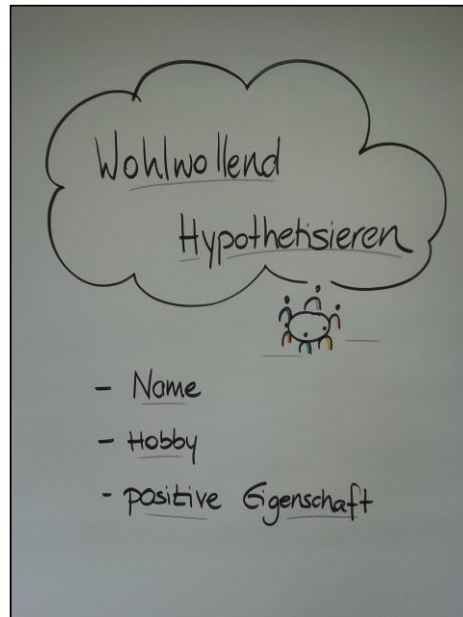 Wohlwollend
Hypothetisieren
- Name
- Hobby
- positive Eigenschaft